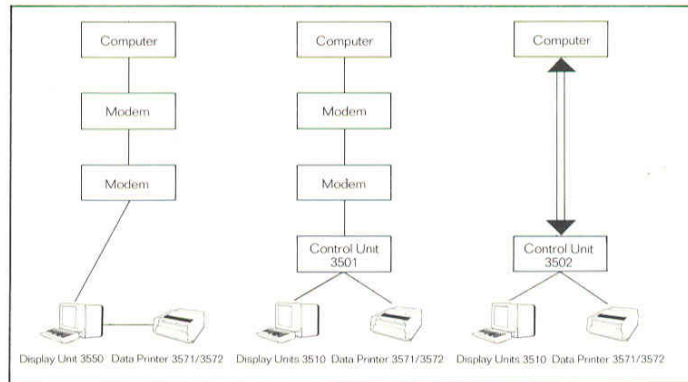 Computer
Computer
Computer
Modem
Modem
Modem
Modem
Control Unit
3501
Control Unit
3502
Display Unit 3550 Data Printer 3571/3572
Display Units 3510 Data Printer 3571/3572
Display Units 3510 Data Printer 3571/3572